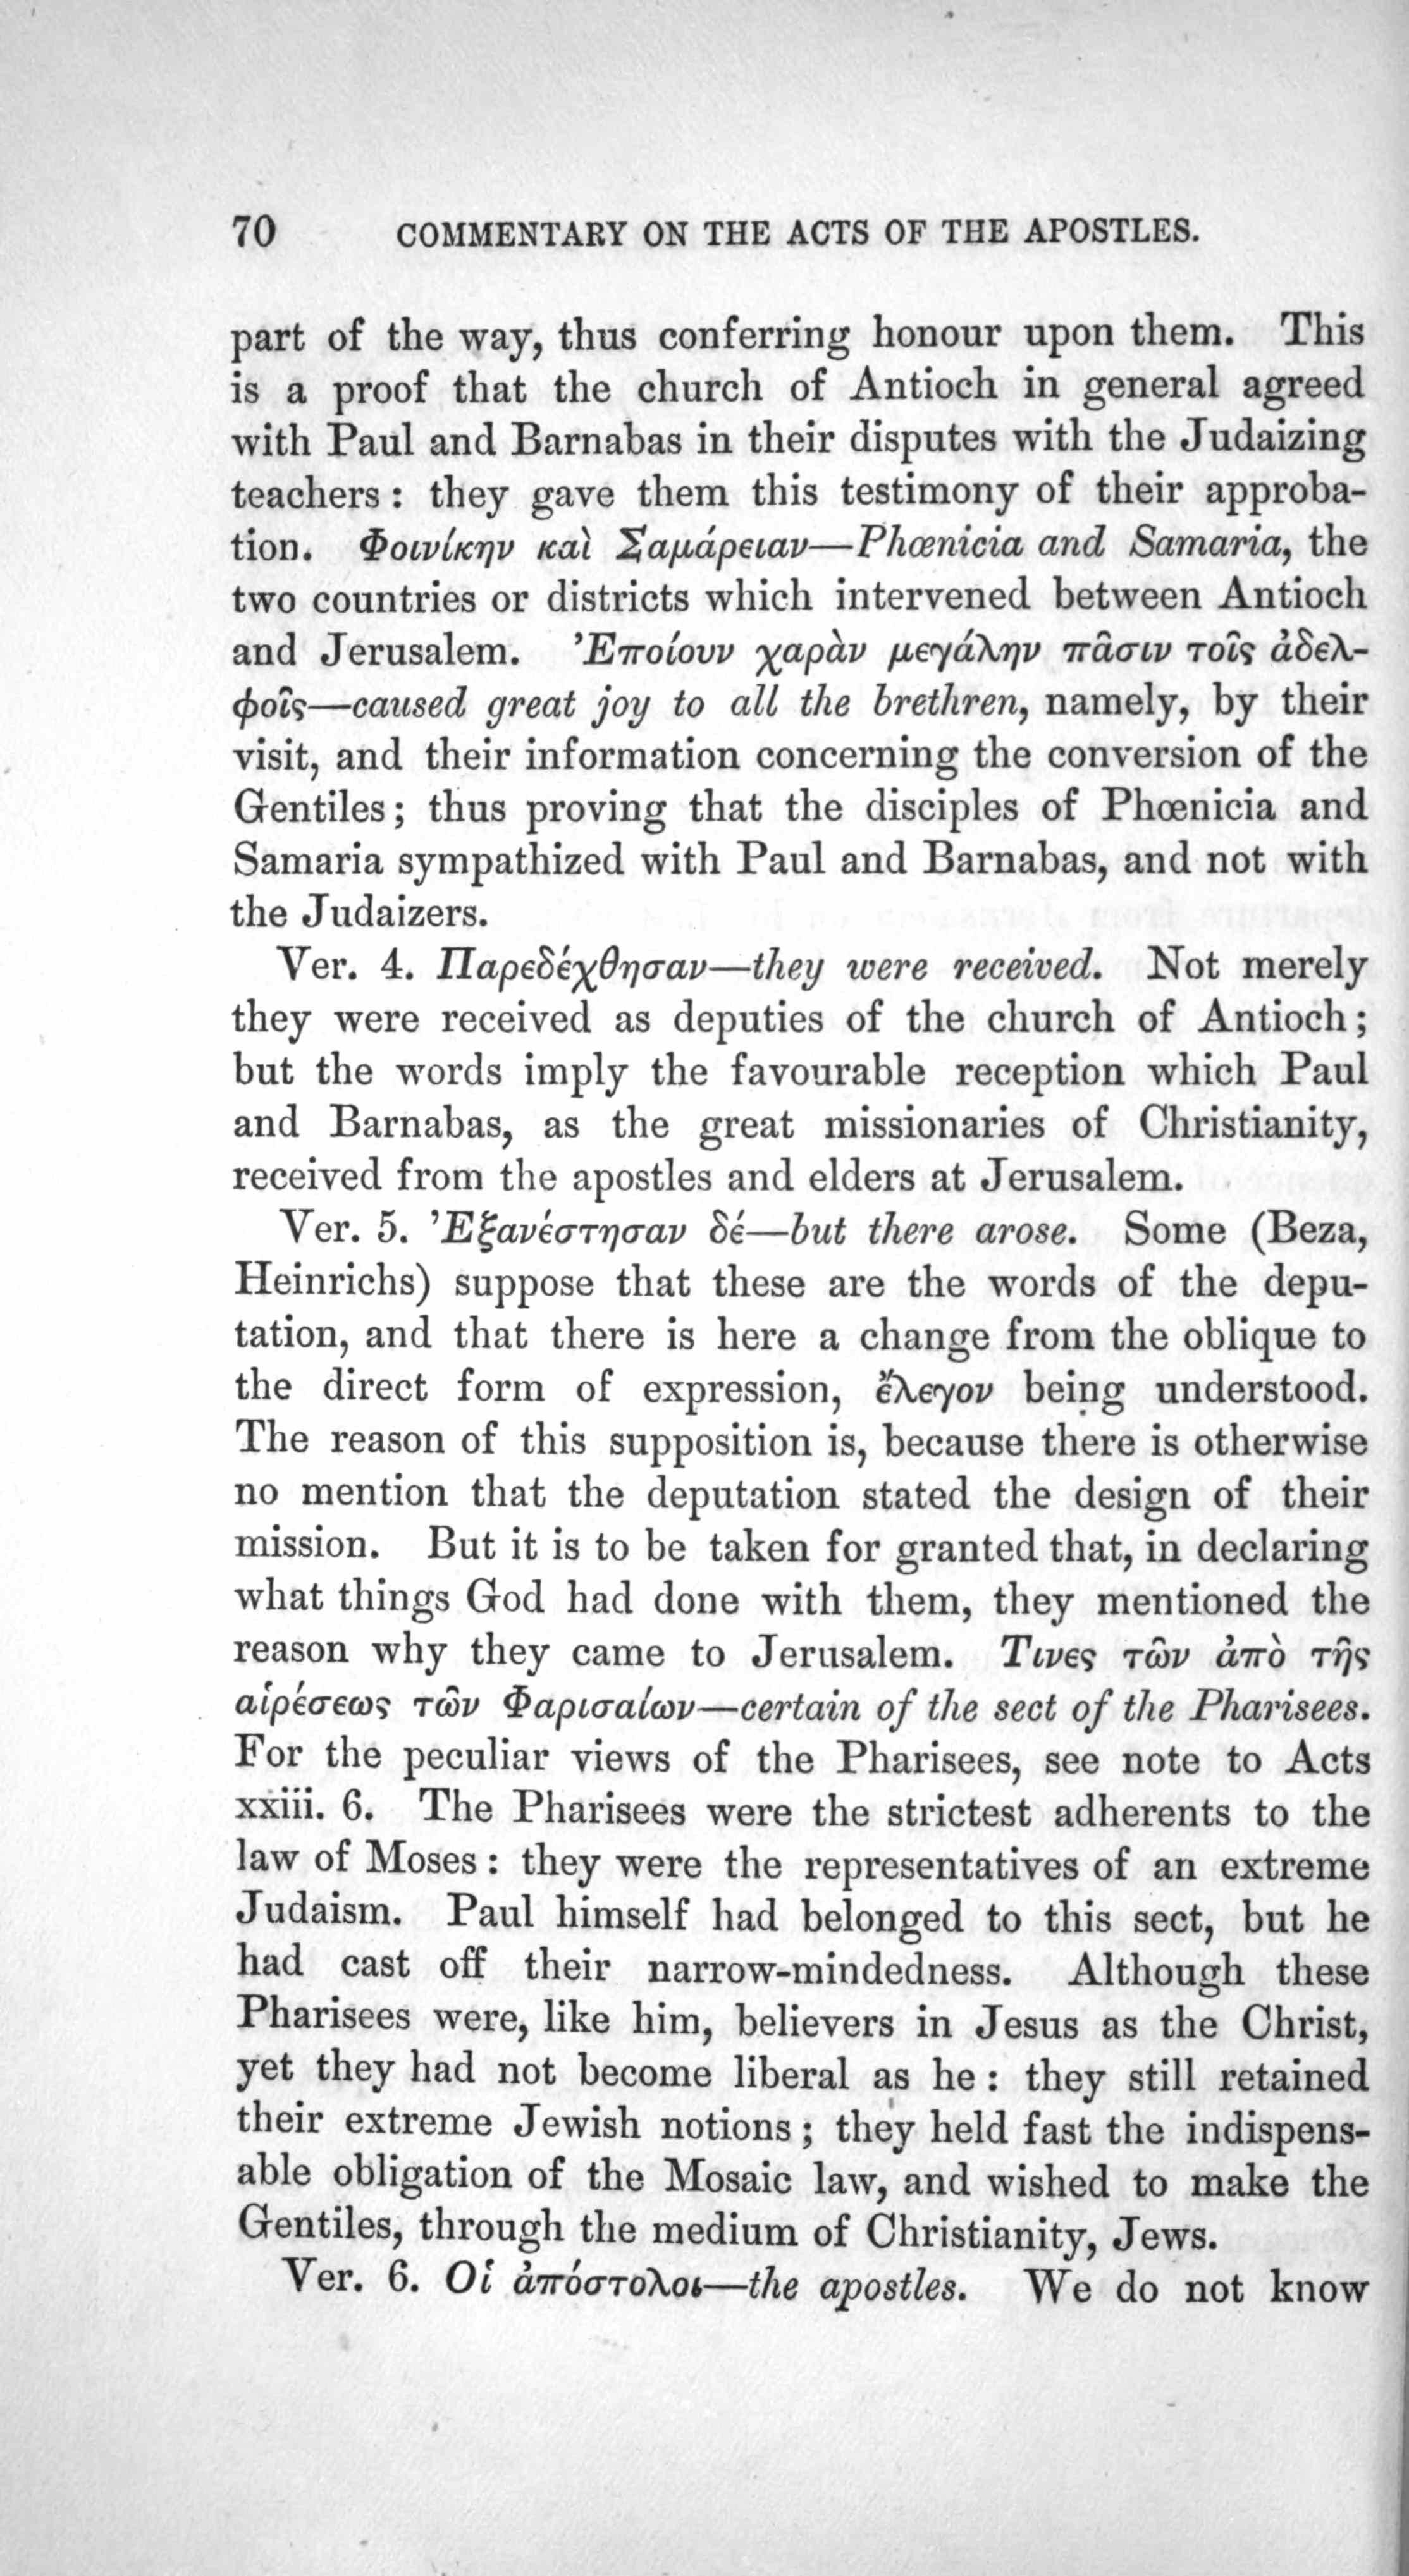 70 COMMENTARY ON THE ACTS OF THE APOSTLES.
part of the way, thus conferring honour upon them. This
is a proof that the church of Antioch in general agreed
with Paul and Barnabas in their disputes with the Judaizing
teachers : they gave them this testimony of their approba-
tion. Φοινίκην καὶ Σαμάρειαν—Phœnicia and Samaria, the
two countries or districts which intervened between Antioch
and Jerusalem. Ἐποίουν χαρὰν μεγάλην πᾶσιν τοῖς ἀδελ-
φοῖς—caused great joy to all the brethren, namely, by their
visit, and their information concerning the conversion of the
Gentiles ; thus proving that the disciples of Phœnicia and
Samaria sympathized with Paul and Barnabas, and not with
the Judaizers.
Ver. 4. Παρεδέχθησαν—they were received. Not merely
they were received as deputies of the church of Antioch ;
but the words imply the favourable reception which Paul
and Barnabas, as the great missionaries of Christianity,
received from the apostles and elders at Jerusalem.
Ver. 5. Ἐξανέστησαν δέ—but there arose. Some (Beza,
Heinrichs) suppose that these are the words of the depu-
tation, and that there is here a change from the oblique to
the direct form of expression, ἔλεγον being understood.
The reason of this supposition is, because there is otherwise
no mention that the deputation stated the design of their
mission. But it is to be taken for granted that, in declaring
what things God had done with them, they mentioned the
reason why they came to Jerusalem. Τινες τῶν ἀπὸ τῆς
αἱρέσεως τῶν Φαρισαίων—certain of the sect of the Pharisees.
For the peculiar views of the Pharisees, see note to Acts
xxiii. 6. The Pharisees were the strictest adherents to the
law of Moses : they were the representatives of an extreme
Judaism. Paul himself had belonged to this sect, but he
had cast off their narrow-mindedness. Although these
Pharisees were, like him, believers in Jesus as the Christ,
yet they had not become liberal as he : they still retained
their extreme Jewish notions ; they held fast the indispens-
able obligation of the Mosaic law, and wished to make the
Gentiles, through the medium of Christianity, Jews.
Ver. 6. Οἱ ἀπόστολοι—the apostles. We do not know